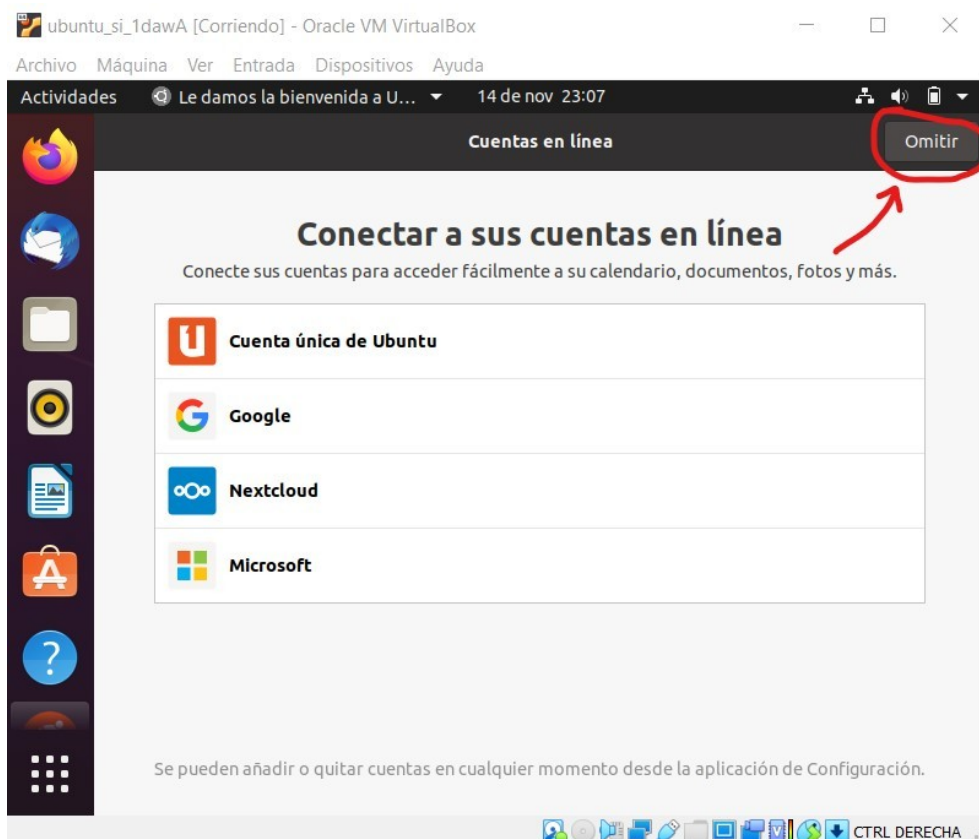 ubuntu_si_1dawA [Corriendo] - Oracle VM VirtualBox
Archivo Máquina Ver Entrada Dispositivos Ayuda
Actividades Le damos la bienvenida a U... 14 de nov 23:07
Cuentas en línea Omitir
Conectar a sus cuentas en línea
Conecte sus cuentas para acceder fácilmente a su calendario, documentos, fotos y más.
Cuenta única de Ubuntu
Google
Nextcloud
Microsoft
Se pueden añadir o quitar cuentas en cualquier momento desde la aplicación de Configuración.
CTRL DERECHA